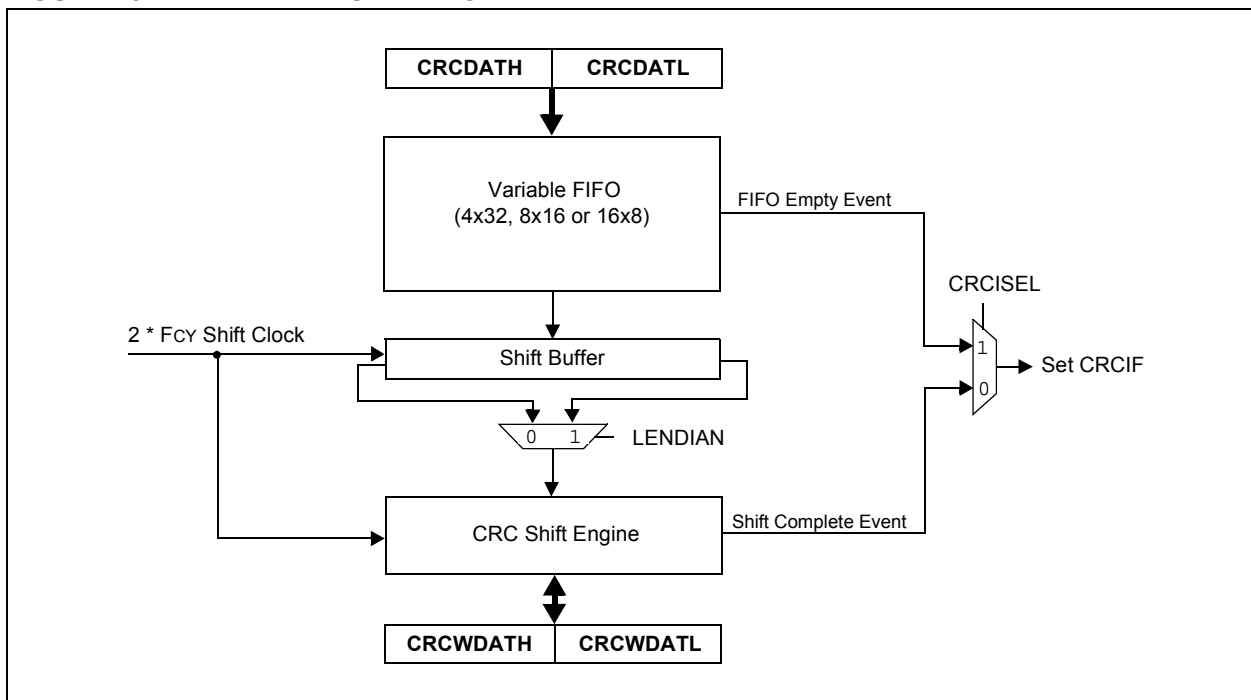 CRCDATH CRCDATL
Variable FIFO
(4x32, 8x16 or 16x8)
FIFO Empty Event
CRCISEL
2 * FCY Shift Clock
Shift Buffer
1
Set CRCIF
0
0 1
LENDIAN
CRC Shift Engine
Shift Complete Event
CRCWDATH CRCWDATL